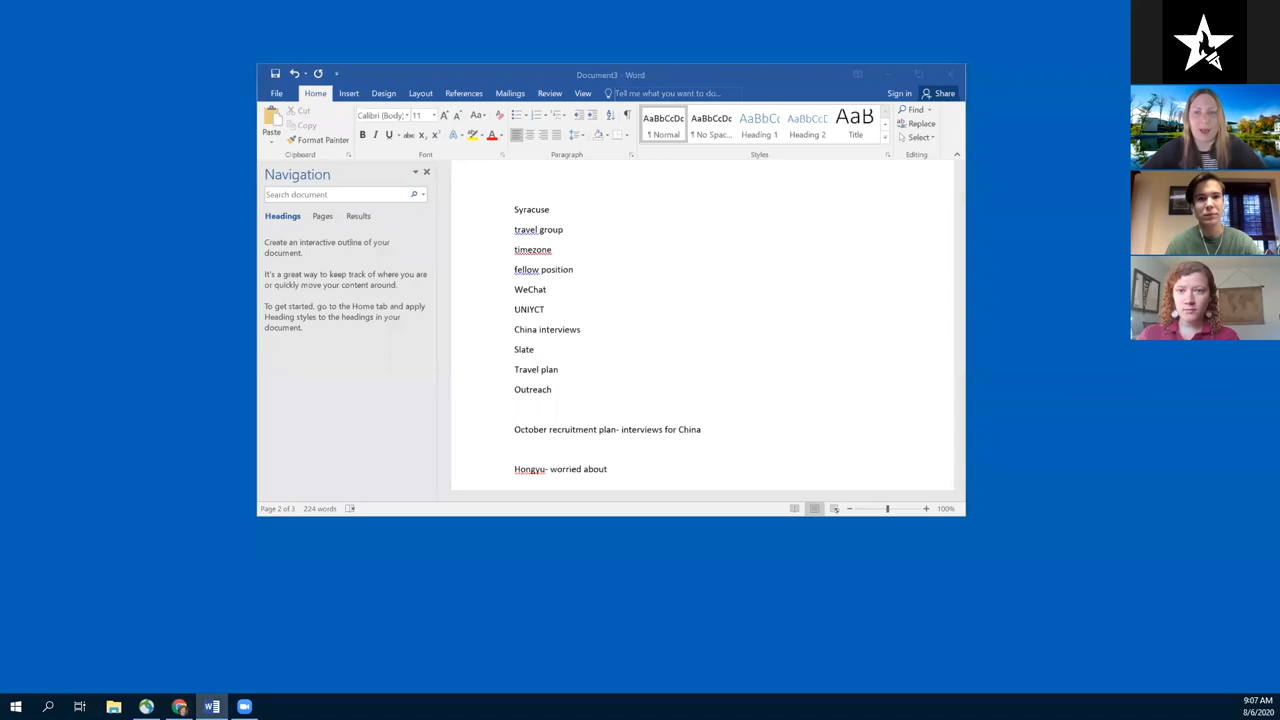 Document3 - Word
File Home Insert Design Layout References Mailings Review View Tell me what you want to do... Sign in Share
Paste
Cut
Copy
Format Painter
Clipboard
Calibri (Body) 11
Font
Paragraph
AaBbCcDc AaBbCcDc AaBbCc AaBbCcD AaB
¶ Normal ¶ No Spac... Heading 1 Heading 2 Title
Styles
Find
Replace
Select
Editing
Navigation
Search document
Headings Pages Results
Create an interactive outline of your
document.
It's a great way to keep track of where you are
or quickly move your content around.
To get started, go to the Home tab and apply
Heading styles to the headings in your
document.
Syracuse
travel group
timezone
fellow position
WeChat
UNIYCT
China interviews
Slate
Travel plan
Outreach
October recruitment plan- interviews for China
Hongyu- worried about
Page 2 of 3 224 words
100%
9:07 AM
8/6/2020